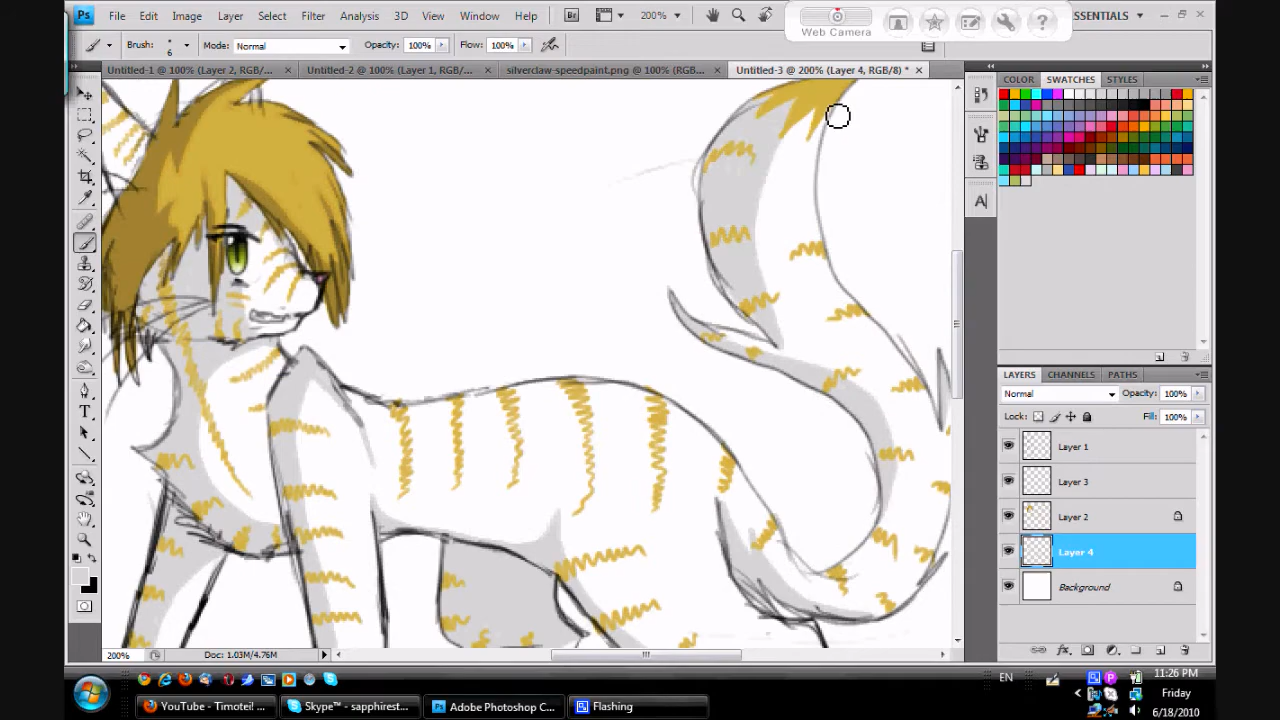 Ps File Edit Image Layer Select Filter Analysis 3D View Window Help Br 200% Web Camera ? ESSENTIALS
Brush: 6 Mode: Normal Opacity: 100% Flow: 100%
Untitled-1 @ 100% (Layer 2, RGB/... Untitled-2 @ 100% (Layer 1, RGB/... silverclaw-speedpaint.png @ 100% (RGB... Untitled-3 @ 200% (Layer 4, RGB/8) *
COLOR SWATCHES STYLES
LAYERS CHANNELS PATHS
Normal Opacity: 100%
Lock: Fill: 100%
Layer 1
Layer 3
Layer 2
Layer 4
Background
200% Doc: 1.03M/4.76M
EN 11:26 PM
Friday
6/18/2010
YouTube - Timoteil ... Skype™ - sapphirest... Adobe Photoshop C... Flashing